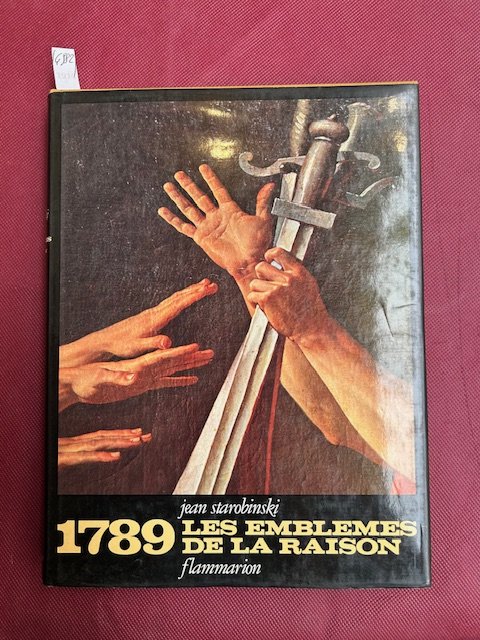 jean starobinski
1789 LES EMBLEMES
DE LA RAISON
flammarion